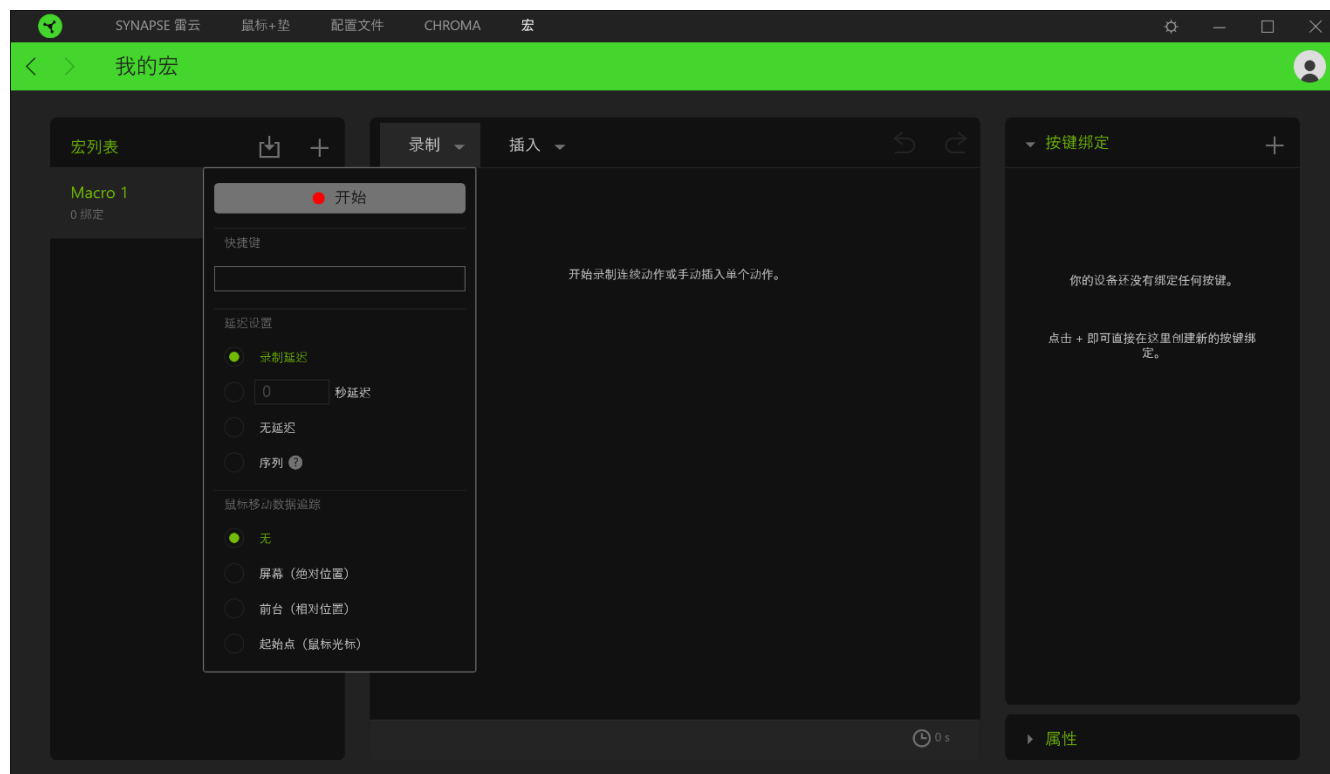 SYNAPSE 雷云 鼠标+垫 配置文件 CHROMA 宏
我的宏
宏列表
Macro 1
0 绑定
录制 插入
开始
快捷键
延迟设置
录制延迟
0 秒延迟
无延迟
序列 ?
鼠标移动数据追踪
无
屏幕（绝对位置）
前台（相对位置）
起始点（鼠标光标）
开始录制连续动作或手动插入单个动作。
0 s
按键绑定
你的设备还没有绑定任何按键。
点击 + 即可直接在这里创建新的按键绑
定。
属性